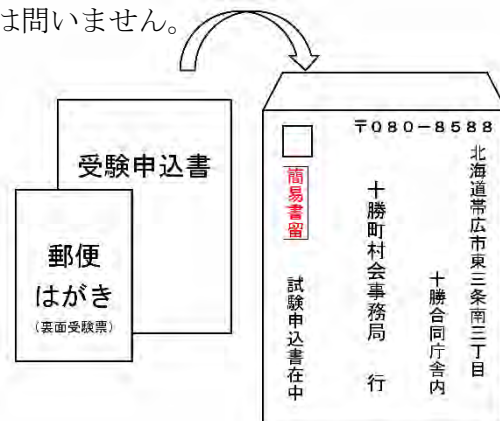 は問いません。
受験申込書
郵便
はがき
(裏面受験票)
〒080-8588
北海道帯広市東三条南三丁目
十勝合同庁舎内
十勝町村会事務局 行
簡易書留
試験申込書在中